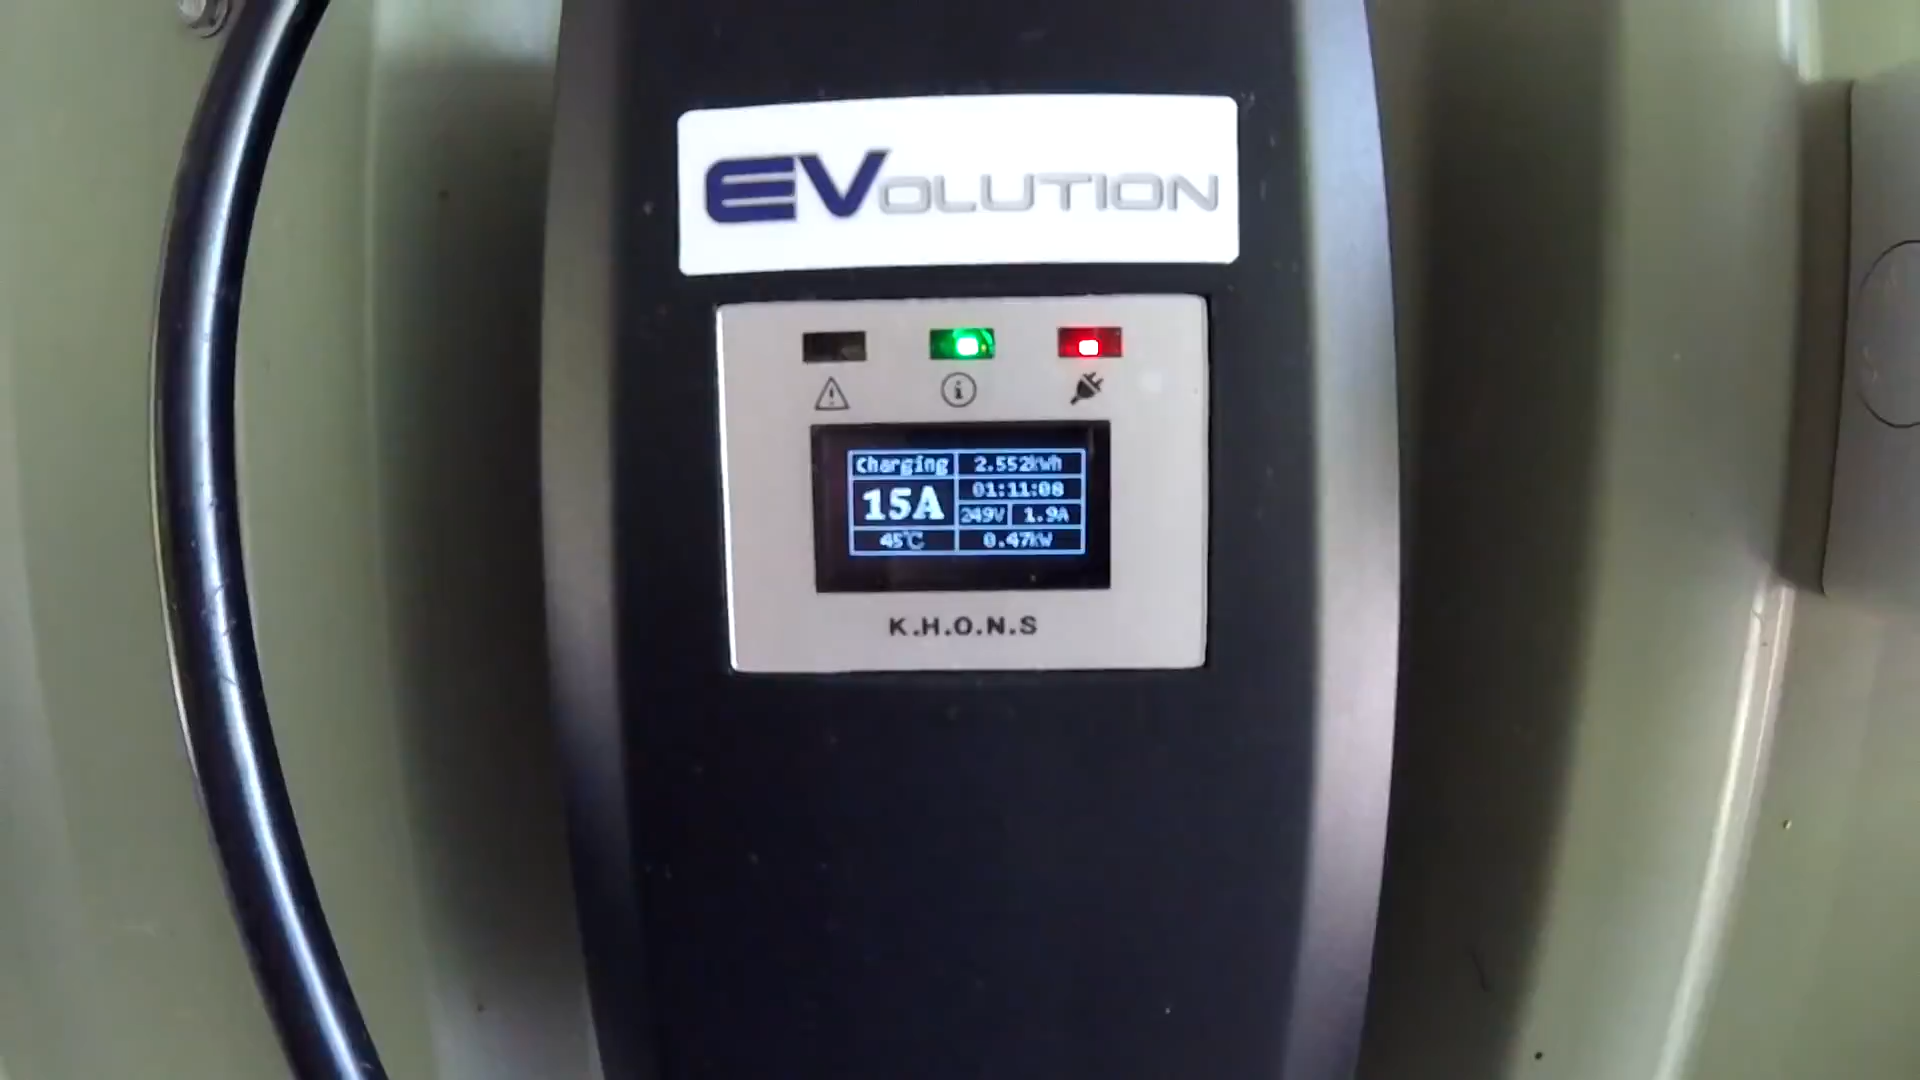 EVOLUTION
Charging 2.552kWh
15A 01:11:08
249V 1.9A
45℃ 0.47kW
K.H.O.N.S